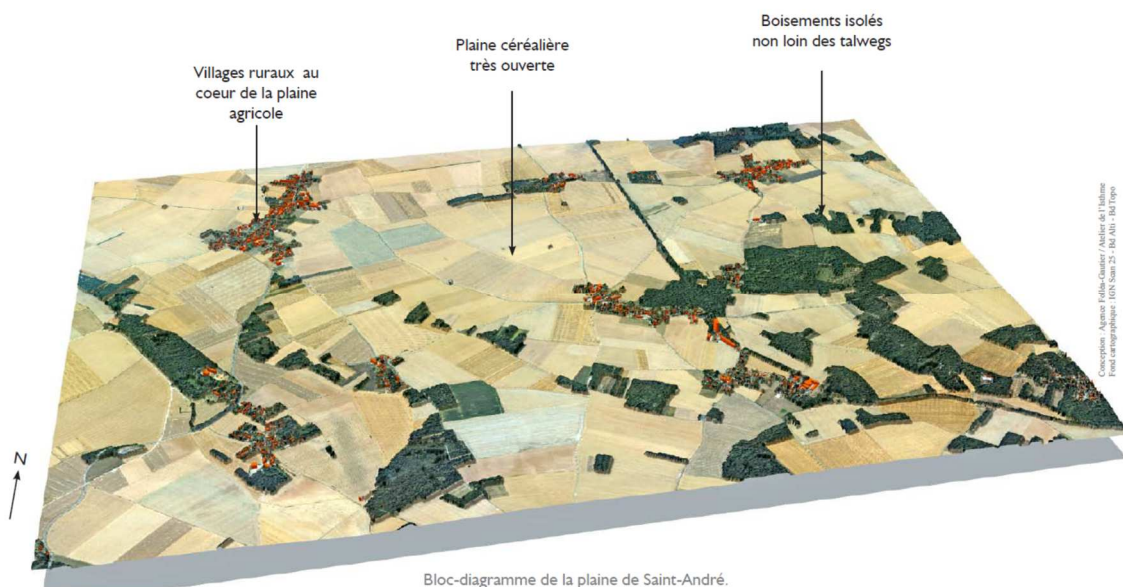 Villages ruraux au
coeur de la plaine
agricole
Plaine céréalière
très ouverte
Boisements isolés
non loin des talwegs
N
Conception : Agence Folléa-Gautier / Atelier de l'Isthme
Fond cartographique : IGN Scan 25 - Bd Alti - Bd Topo
Bloc-diagramme de la plaine de Saint-André.